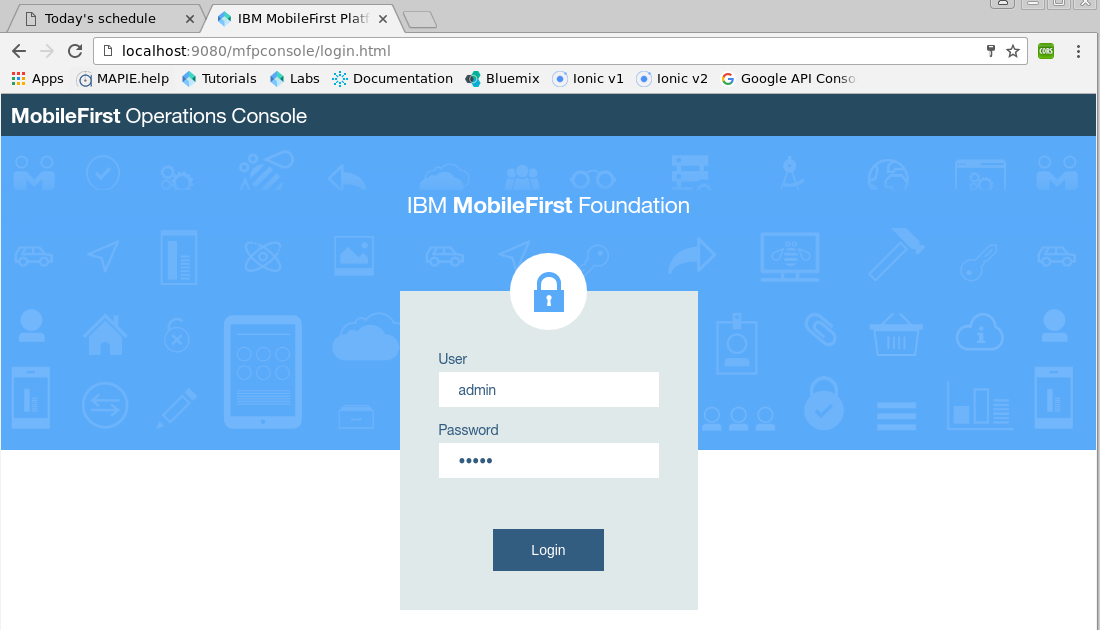 Today's schedule
IBM MobileFirst Platf
localhost:9080/mfpconsole/login.html
CORS
Apps MAPIE.help Tutorials Labs Documentation Bluemix Ionic v1 Ionic v2 Google API Conso
MobileFirst Operations Console
IBM MobileFirst Foundation
User
admin
Password
•••••
Login